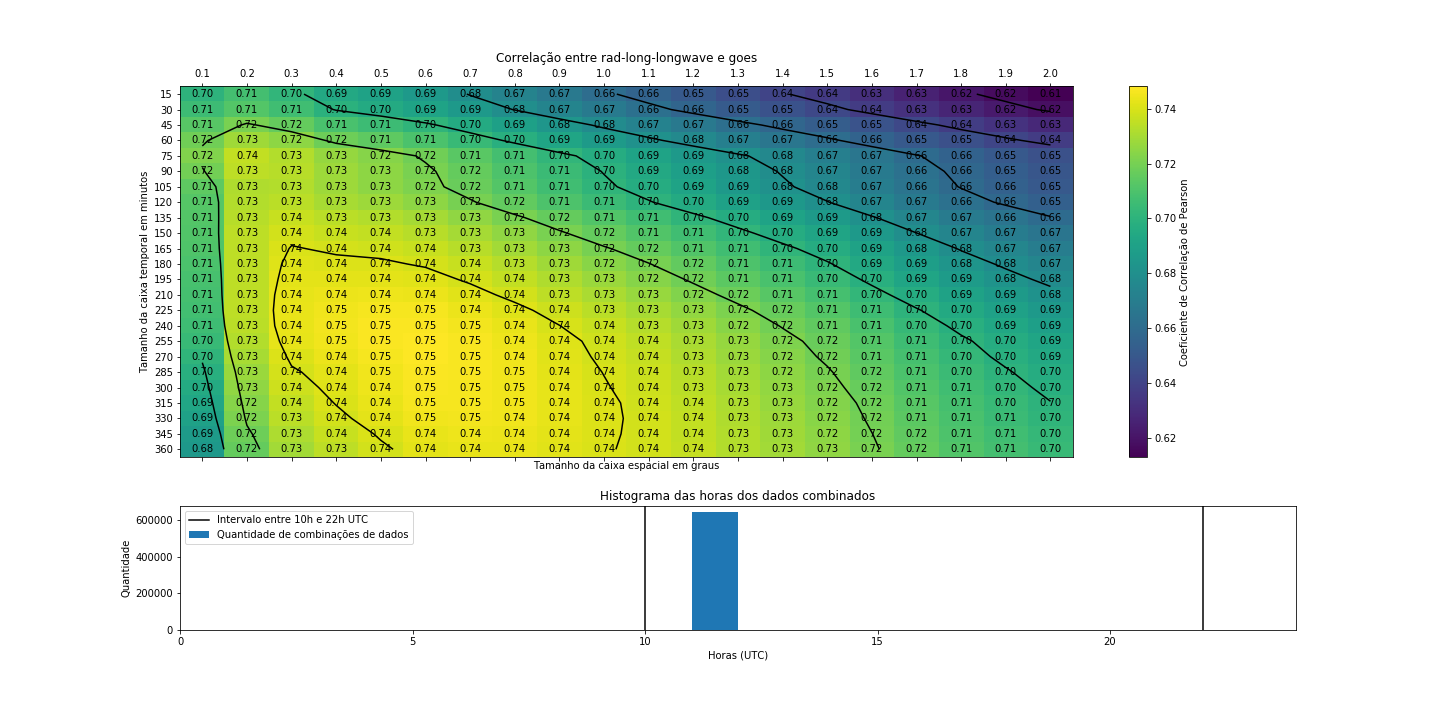 Correlação entre rad-long-longwave e goes
0.1 0.2 0.3 0.4 0.5 0.6 0.7 0.8 0.9 1.0 1.1 1.2 1.3 1.4 1.5 1.6 1.7 1.8 1.9 2.0
15 0.70 0.71 0.70 0.69 0.69 0.69 0.68 0.67 0.67 0.66 0.66 0.65 0.65 0.64 0.64 0.63 0.63 0.62 0.62 0.61
30 0.71 0.71 0.71 0.70 0.70 0.69 0.69 0.68 0.67 0.67 0.66 0.66 0.65 0.65 0.64 0.64 0.63 0.63 0.62 0.62
45 0.71 0.72 0.72 0.71 0.71 0.70 0.70 0.69 0.68 0.68 0.67 0.67 0.66 0.66 0.65 0.65 0.64 0.64 0.63 0.63
60 0.72 0.73 0.72 0.72 0.71 0.71 0.70 0.70 0.69 0.69 0.68 0.68 0.67 0.67 0.66 0.66 0.65 0.65 0.64 0.64
75 0.72 0.74 0.73 0.73 0.72 0.72 0.71 0.71 0.70 0.70 0.69 0.69 0.68 0.68 0.67 0.67 0.66 0.66 0.65 0.65
90 0.72 0.73 0.73 0.73 0.73 0.72 0.72 0.71 0.71 0.70 0.70 0.69 0.69 0.68 0.68 0.67 0.66 0.66 0.65 0.65
105 0.71 0.73 0.73 0.73 0.73 0.72 0.72 0.71 0.71 0.70 0.70 0.69 0.69 0.68 0.68 0.67 0.66 0.66 0.66 0.65
120 0.71 0.73 0.73 0.73 0.73 0.73 0.72 0.72 0.71 0.71 0.70 0.70 0.69 0.69 0.68 0.67 0.67 0.66 0.66 0.65
135 0.71 0.73 0.74 0.73 0.73 0.73 0.73 0.72 0.72 0.71 0.71 0.70 0.70 0.69 0.69 0.68 0.67 0.67 0.66 0.66
150 0.71 0.73 0.74 0.74 0.74 0.73 0.73 0.73 0.72 0.72 0.71 0.71 0.70 0.70 0.69 0.69 0.68 0.67 0.67 0.67
165 0.71 0.73 0.74 0.74 0.74 0.74 0.73 0.73 0.73 0.72 0.72 0.71 0.71 0.70 0.70 0.69 0.68 0.68 0.67 0.67
180 0.71 0.73 0.74 0.74 0.74 0.74 0.74 0.73 0.73 0.72 0.72 0.71 0.71 0.71 0.70 0.69 0.69 0.68 0.68 0.67
195 0.71 0.73 0.74 0.74 0.74 0.74 0.74 0.74 0.73 0.73 0.72 0.72 0.71 0.71 0.70 0.70 0.69 0.69 0.68 0.68
210 0.71 0.73 0.74 0.74 0.74 0.74 0.74 0.74 0.73 0.73 0.73 0.72 0.72 0.71 0.71 0.70 0.70 0.69 0.69 0.68
225 0.71 0.73 0.74 0.75 0.75 0.75 0.74 0.74 0.74 0.73 0.73 0.72 0.72 0.72 0.71 0.71 0.70 0.70 0.69 0.69
240 0.71 0.73 0.74 0.75 0.75 0.75 0.75 0.74 0.74 0.74 0.73 0.73 0.72 0.72 0.71 0.71 0.70 0.70 0.69 0.69
255 0.70 0.73 0.74 0.74 0.75 0.75 0.75 0.74 0.74 0.74 0.73 0.73 0.73 0.72 0.72 0.71 0.71 0.70 0.70 0.69
270 0.70 0.73 0.74 0.74 0.75 0.75 0.75 0.74 0.74 0.74 0.74 0.73 0.73 0.72 0.72 0.71 0.71 0.70 0.70 0.69
285 0.70 0.73 0.74 0.74 0.75 0.75 0.75 0.75 0.74 0.74 0.74 0.73 0.73 0.72 0.72 0.72 0.71 0.71 0.70 0.70
300 0.70 0.72 0.73 0.74 0.74 0.75 0.75 0.75 0.74 0.74 0.74 0.73 0.73 0.73 0.72 0.72 0.71 0.71 0.70 0.70
315 0.69 0.72 0.73 0.74 0.74 0.75 0.75 0.75 0.74 0.74 0.74 0.74 0.73 0.73 0.72 0.72 0.71 0.71 0.70 0.70
330 0.69 0.72 0.73 0.74 0.74 0.75 0.75 0.74 0.74 0.74 0.74 0.74 0.73 0.73 0.72 0.72 0.71 0.71 0.71 0.70
345 0.69 0.72 0.73 0.73 0.74 0.74 0.74 0.74 0.74 0.74 0.74 0.74 0.73 0.73 0.72 0.72 0.72 0.71 0.71 0.70
360 0.68 0.72 0.73 0.73 0.74 0.74 0.74 0.74 0.74 0.74 0.74 0.74 0.73 0.73 0.73 0.72 0.72 0.71 0.71 0.70
Tamanho da caixa temporal em minutos
Tamanho da caixa espacial em graus
0.74
0.72
0.70
0.68
0.66
0.64
0.62
Coeficiente de Correlação de Pearson
Histograma das horas dos dados combinados
Intervalo entre 10h e 22h UTC
Quantidade de combinações de dados
600000
400000
200000
0
Quantidade
0 5 10 15 20
Horas (UTC)